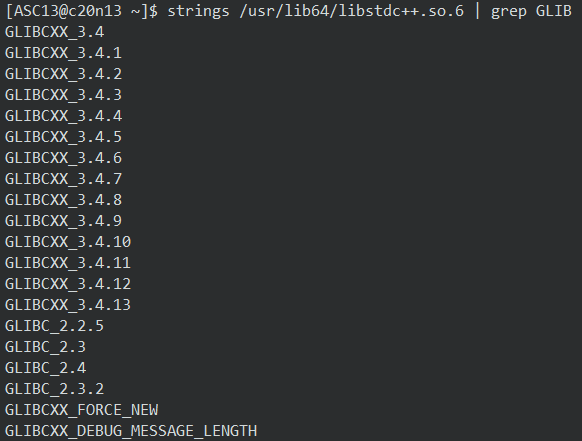 [ASC13@c20n13 ~]$ strings /usr/lib64/libstdc++.so.6 | grep GLIB
GLIBCXX_3.4
GLIBCXX_3.4.1
GLIBCXX_3.4.2
GLIBCXX_3.4.3
GLIBCXX_3.4.4
GLIBCXX_3.4.5
GLIBCXX_3.4.6
GLIBCXX_3.4.7
GLIBCXX_3.4.8
GLIBCXX_3.4.9
GLIBCXX_3.4.10
GLIBCXX_3.4.11
GLIBCXX_3.4.12
GLIBCXX_3.4.13
GLIBC_2.2.5
GLIBC_2.3
GLIBC_2.4
GLIBC_2.3.2
GLIBCXX_FORCE_NEW
GLIBCXX_DEBUG_MESSAGE_LENGTH